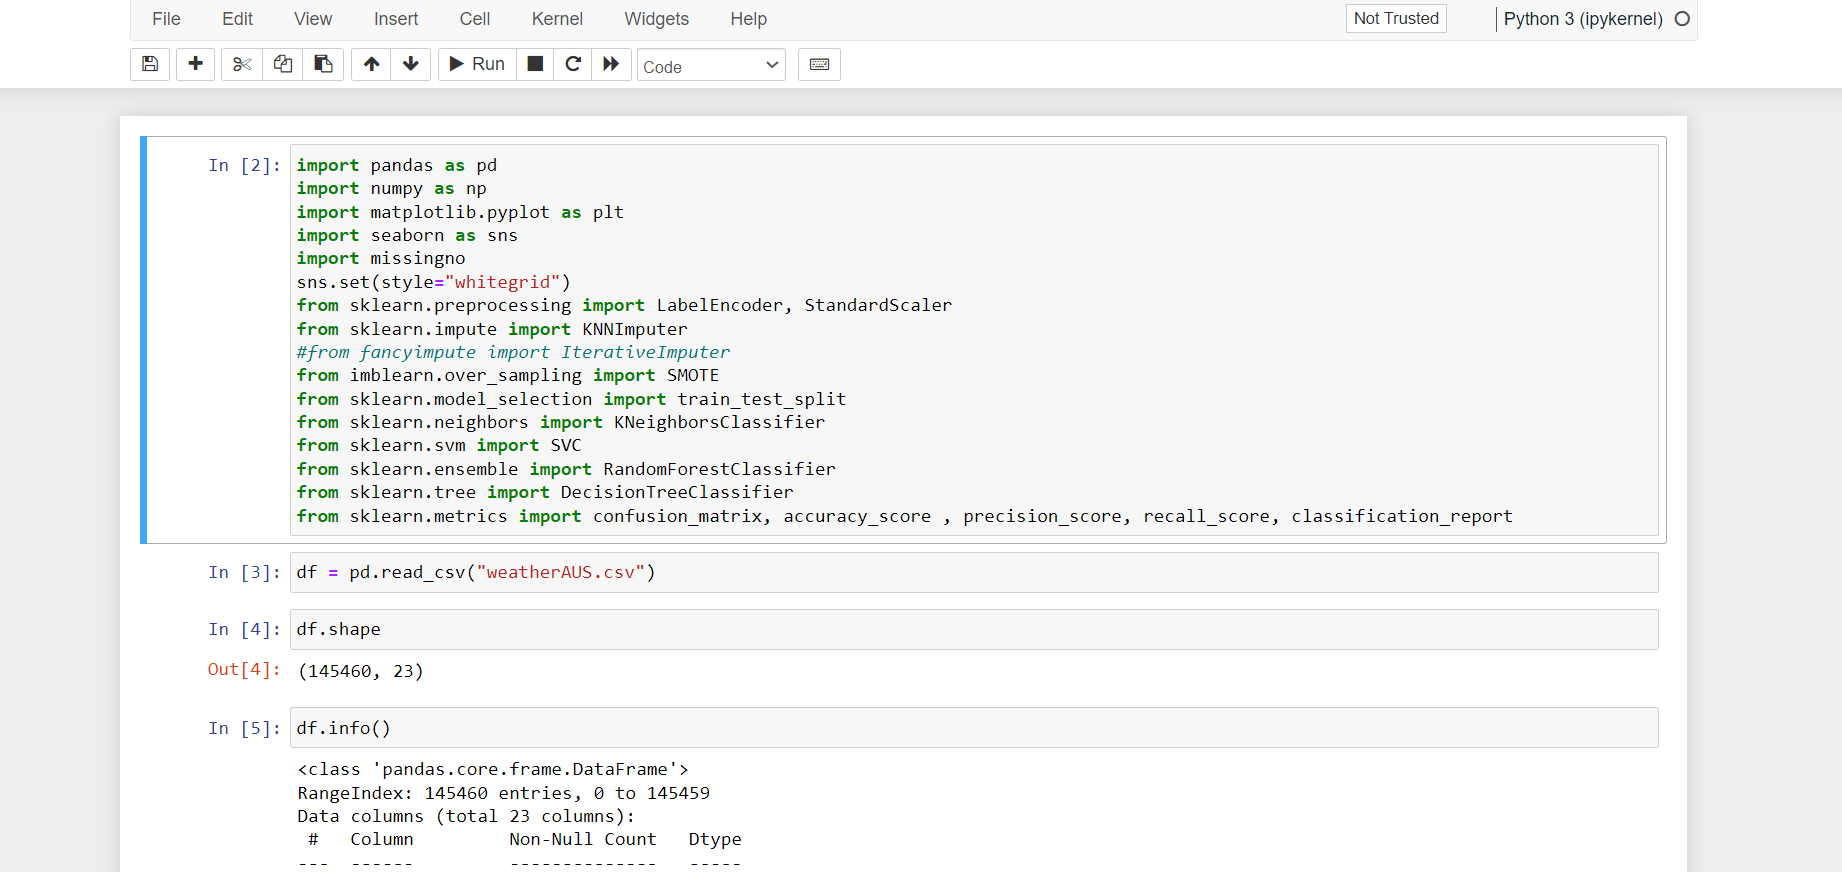 File Edit View Insert Cell Kernel Widgets Help Not Trusted Python 3 (ipykernel)
Run Code
In [2]: import pandas as pd
import numpy as np
import matplotlib.pyplot as plt
import seaborn as sns
import missingno
sns.set(style="whitegrid")
from sklearn.preprocessing import LabelEncoder, StandardScaler
from sklearn.impute import KNNImputer
#from fancyimpute import IterativeImputer
from imblearn.over_sampling import SMOTE
from sklearn.model_selection import train_test_split
from sklearn.neighbors import KNeighborsClassifier
from sklearn.svm import SVC
from sklearn.ensemble import RandomForestClassifier
from sklearn.tree import DecisionTreeClassifier
from sklearn.metrics import confusion_matrix, accuracy_score , precision_score, recall_score, classification_report
In [3]: df = pd.read_csv("weatherAUS.csv")
In [4]: df.shape
Out[4]: (145460, 23)
In [5]: df.info()
<class 'pandas.core.frame.DataFrame'>
RangeIndex: 145460 entries, 0 to 145459
Data columns (total 23 columns):
# Column Non-Null Count Dtype
--- ------ -------------- -----